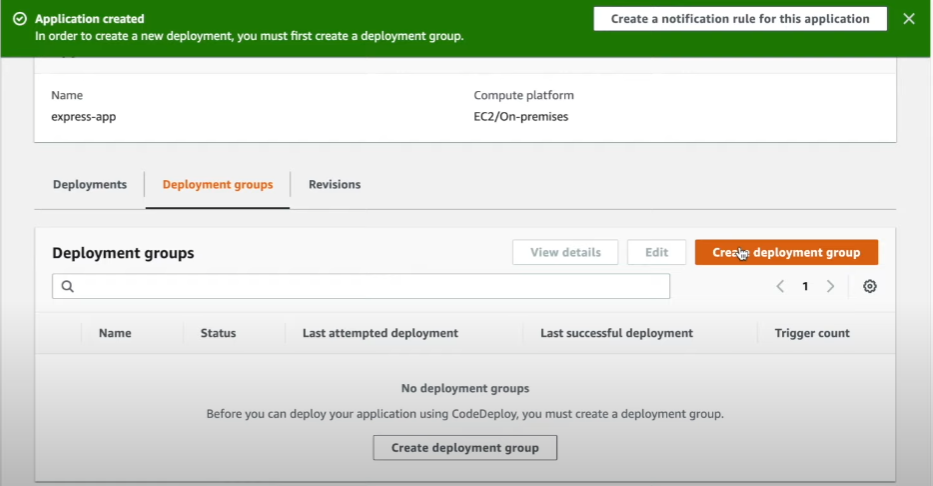 Application created
Create a notification rule for this application
In order to create a new deployment, you must first create a deployment group.
Name
Compute platform
express-app
EC2/On-premises
Deployments
Deployment groups
Revisions
Deployment groups
View details
Edit
Create deployment group
1
Name
Status
Last attempted deployment
Last successful deployment
Trigger count
No deployment groups
Before you can deploy your application using CodeDeploy, you must create a deployment group.
Create deployment group